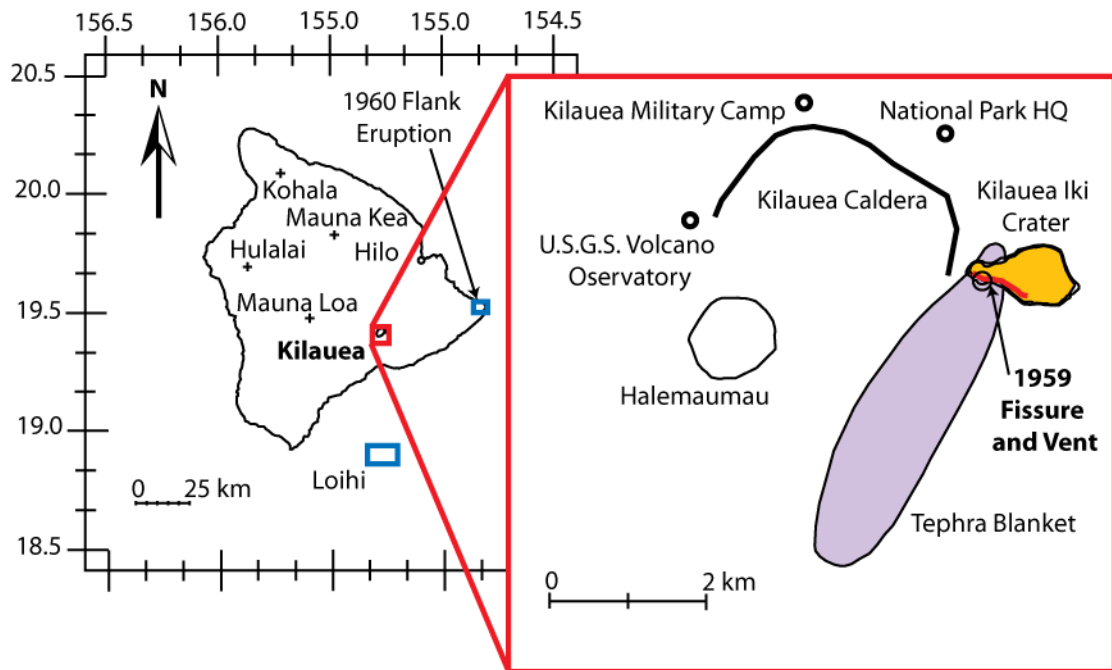 156.5 156.0 155.0 155.0 154.5
20.5
20.0
19.5
19.0
18.5
N
1960 Flank
Eruption
Kohala
Mauna Kea
Hulalai
Hilo
Mauna Loa
Kilauea
Loihi
0 25 km
Kilauea Military Camp
National Park HQ
Kilauea Caldera
Kilauea Iki
Crater
U.S.G.S. Volcano
Oservatory
Halemaumau
1959
Fissure
and Vent
Tephra Blanket
0 2 km